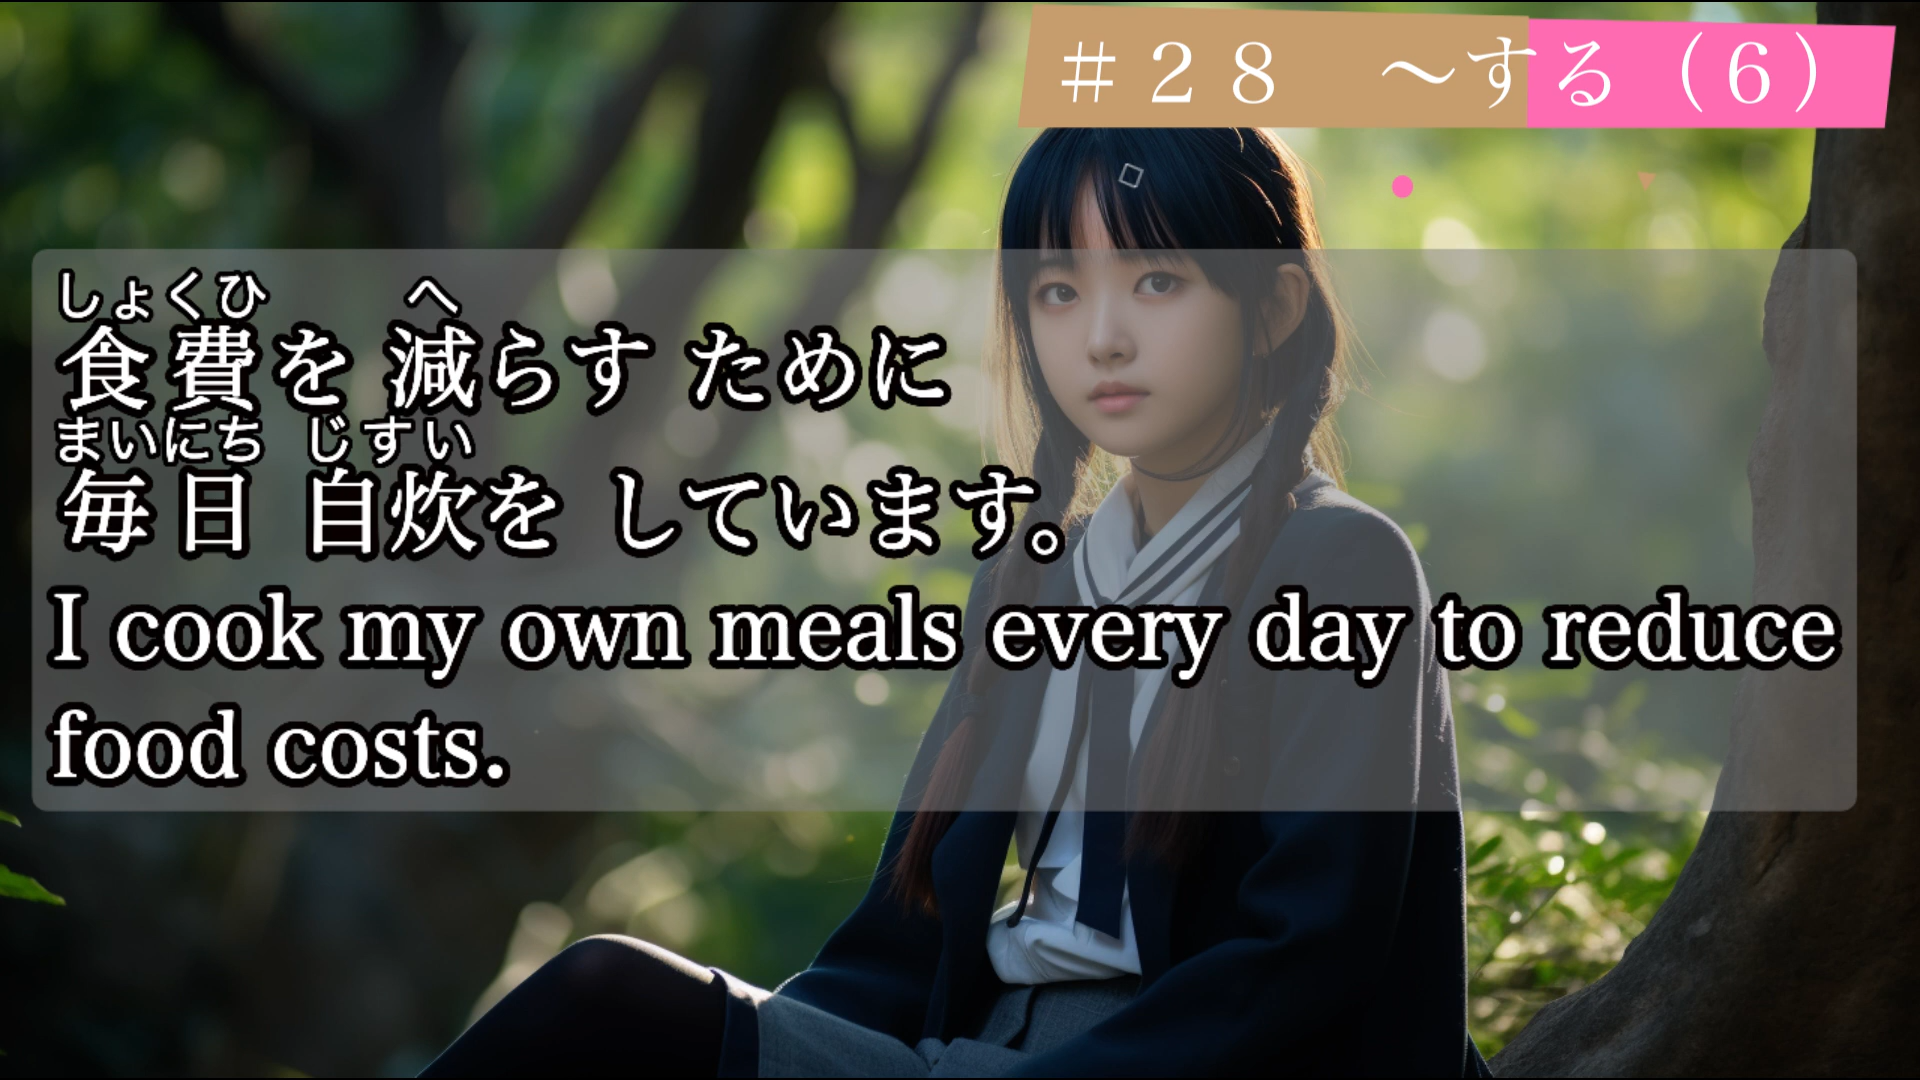 #28 〜する(6)
しょくひ へ
食費を 減らす ために
まいにち じすい
毎日 自炊を しています。
I cook my own meals every day to reduce
food costs.